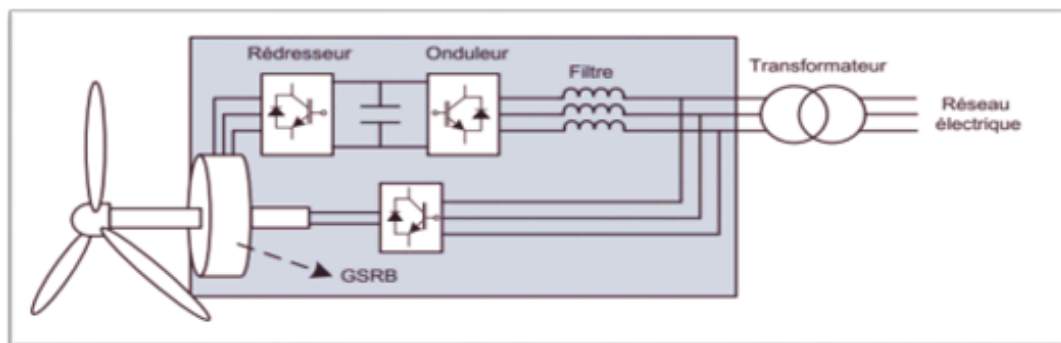 Rédresseur
Onduleur
Filtre
Transformateur
Réseau
électrique
GSRB